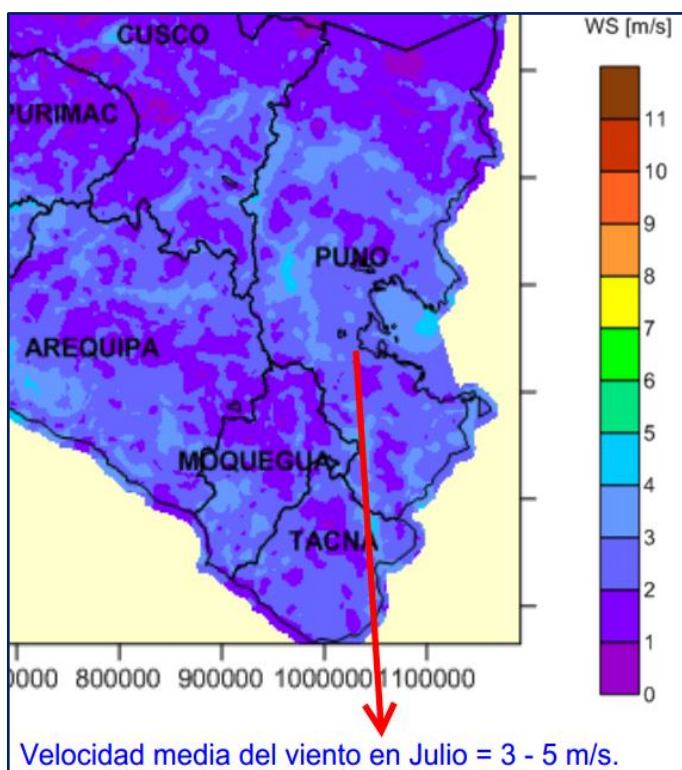 CUSCO
WS [m/s]
PURIMAC
11
10
9
8
PUNO
7
AREQUIPA
6
5
4
MOQUEGUA
3
TACNA
2
1
0
0000 800000 900000 1000000 1100000
Velocidad media del viento en Julio = 3 - 5 m/s.